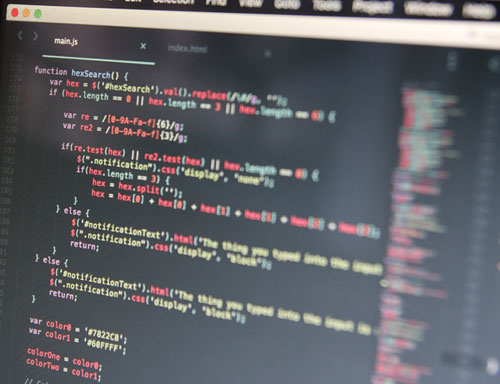 Edit Selection Find View Goto Tools Project Window Help
main.js × index.html ×
function hexSearch() {
var hex = $('#hexSearch').val().replace(/\#/g, "");
if (hex.length == 0 || hex.length == 3 || hex.length == 6) {
var re = /[0-9A-Fa-f]{6}/g;
var re2 = /[0-9A-Fa-f]{3}/g;
if(re.test(hex) || re2.test(hex) || hex.length == 0) {
$(".notification").css("display", "none");
if(hex.length == 3) {
hex = hex.split("");
hex = hex[0] + hex[0] + hex[1] + hex[1] + hex[2] + hex[2];
}
} else {
$('#notificationText').html("The thing you typed into the input
$(".notification").css("display", "block");
return;
}
} else {
$('#notificationText').html("The thing you typed into the input is
$(".notification").css("display", "block");
return;
}
var color0 = '#7822CB';
var color1 = '#60FFFF';
colorOne = color0;
colorTwo = color1;